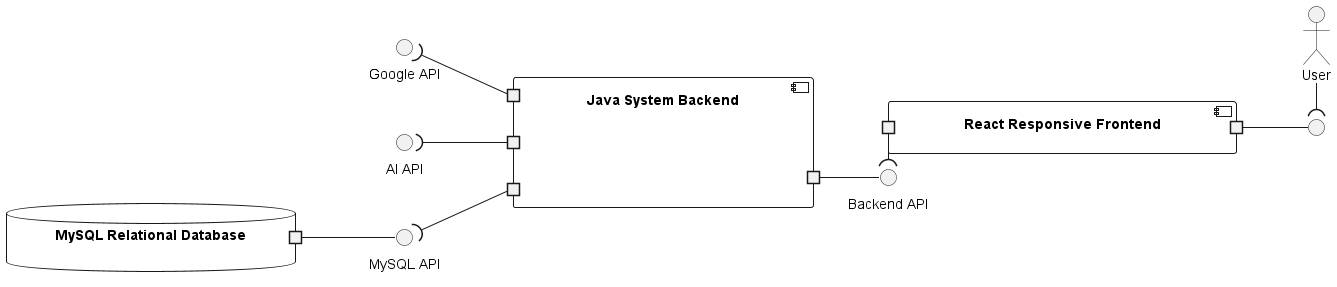 Google API
Java System Backend
User
React Responsive Frontend
AI API
Backend API
MySQL Relational Database
MySQL API